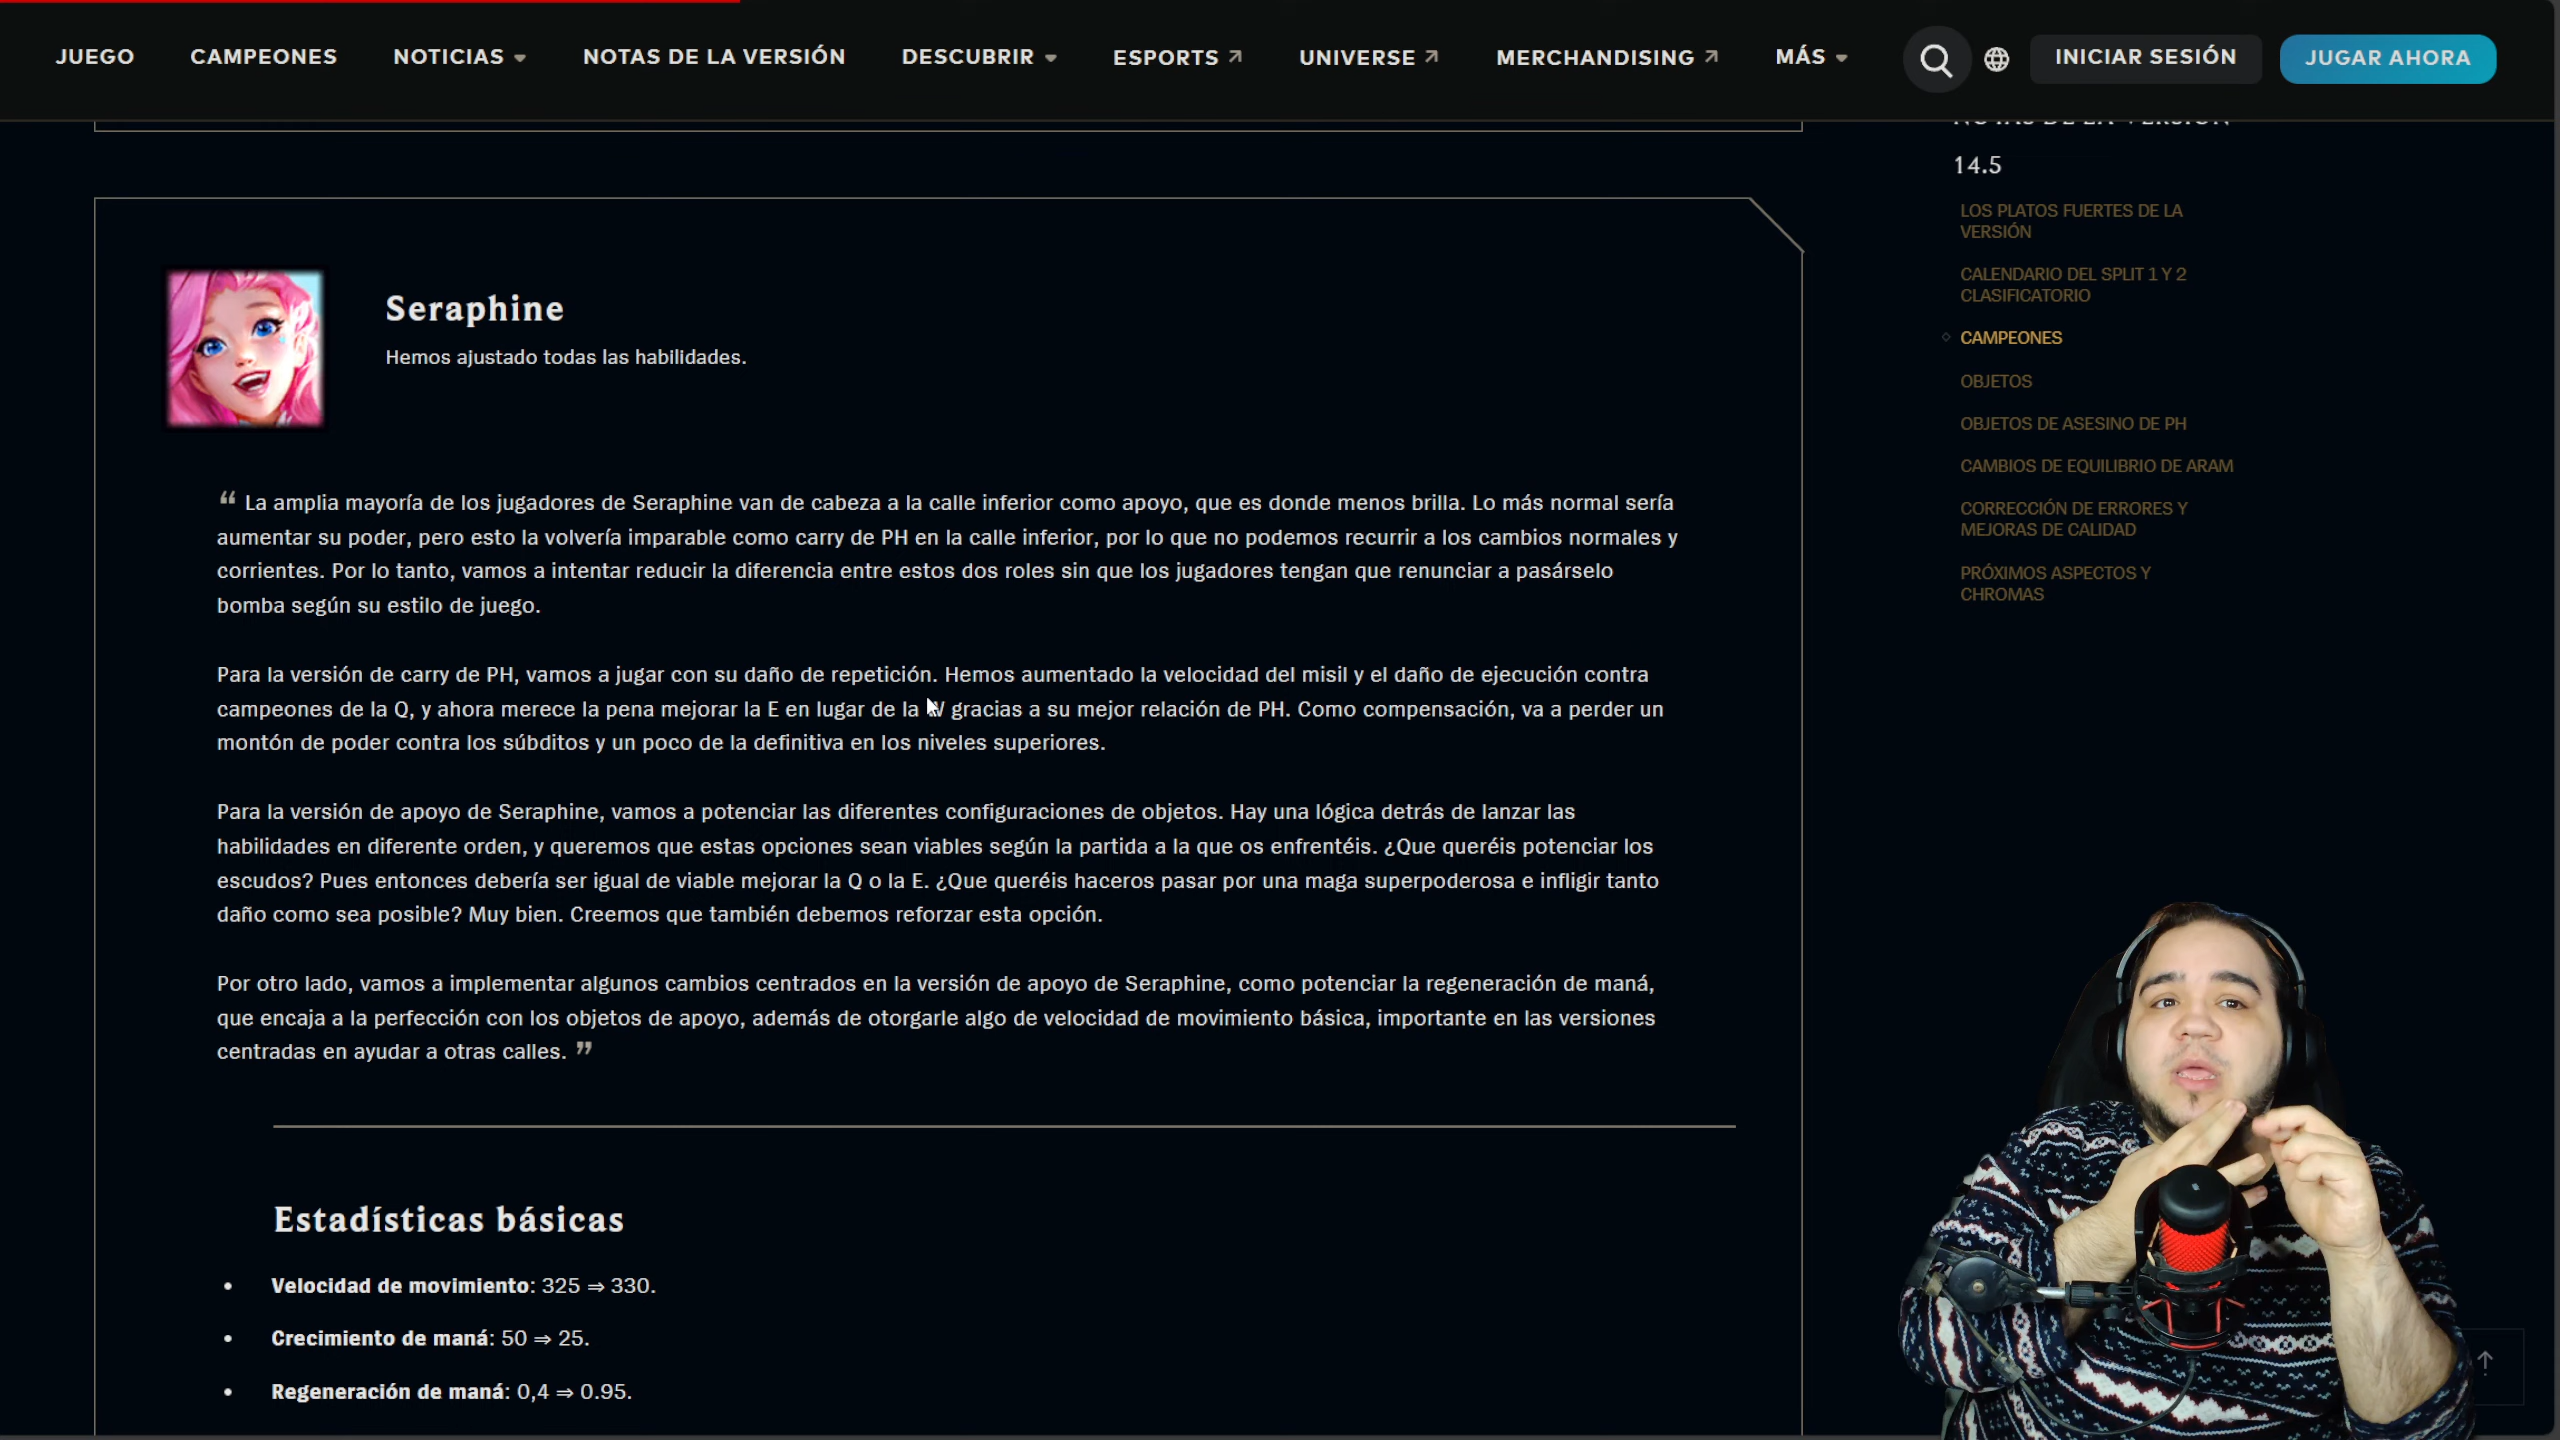 JUEGO CAMPEONES NOTICIAS NOTAS DE LA VERSIÓN DESCUBRIR ESPORTS UNIVERSE MERCHANDISING MÁS INICIAR SESIÓN JUGAR AHORA
NOTAS DE LA VERSIÓN
14.5
LOS PLATOS FUERTES DE LA
VERSIÓN
CALENDARIO DEL SPLIT 1 Y 2
CLASIFICATORIO
CAMPEONES
OBJETOS
OBJETOS DE ASESINO DE PH
CAMBIOS DE EQUILIBRIO DE ARAM
CORRECCIÓN DE ERRORES Y
MEJORAS DE CALIDAD
PRÓXIMOS ASPECTOS Y
CHROMAS
Seraphine
Hemos ajustado todas las habilidades.
“ La amplia mayoría de los jugadores de Seraphine van de cabeza a la calle inferior como apoyo, que es donde menos brilla. Lo más normal sería
aumentar su poder, pero esto la volvería imparable como carry de PH en la calle inferior, por lo que no podemos recurrir a los cambios normales y
corrientes. Por lo tanto, vamos a intentar reducir la diferencia entre estos dos roles sin que los jugadores tengan que renunciar a pasárselo
bomba según su estilo de juego.
Para la versión de carry de PH, vamos a jugar con su daño de repetición. Hemos aumentado la velocidad del misil y el daño de ejecución contra
campeones de la Q, y ahora merece la pena mejorar la E en lugar de la W gracias a su mejor relación de PH. Como compensación, va a perder un
montón de poder contra los súbditos y un poco de la definitiva en los niveles superiores.
Para la versión de apoyo de Seraphine, vamos a potenciar las diferentes configuraciones de objetos. Hay una lógica detrás de lanzar las
habilidades en diferente orden, y queremos que estas opciones sean viables según la partida a la que os enfrentéis. ¿Que queréis potenciar los
escudos? Pues entonces debería ser igual de viable mejorar la Q o la E. ¿Que queréis haceros pasar por una maga superpoderosa e infligir tanto
daño como sea posible? Muy bien. Creemos que también debemos reforzar esta opción.
Por otro lado, vamos a implementar algunos cambios centrados en la versión de apoyo de Seraphine, como potenciar la regeneración de maná,
que encaja a la perfección con los objetos de apoyo, además de otorgarle algo de velocidad de movimiento básica, importante en las versiones
centradas en ayudar a otras calles. ”
Estadísticas básicas
• Velocidad de movimiento: 325 ⇒ 330.
• Crecimiento de maná: 50 ⇒ 25.
• Regeneración de maná: 0,4 ⇒ 0.95.